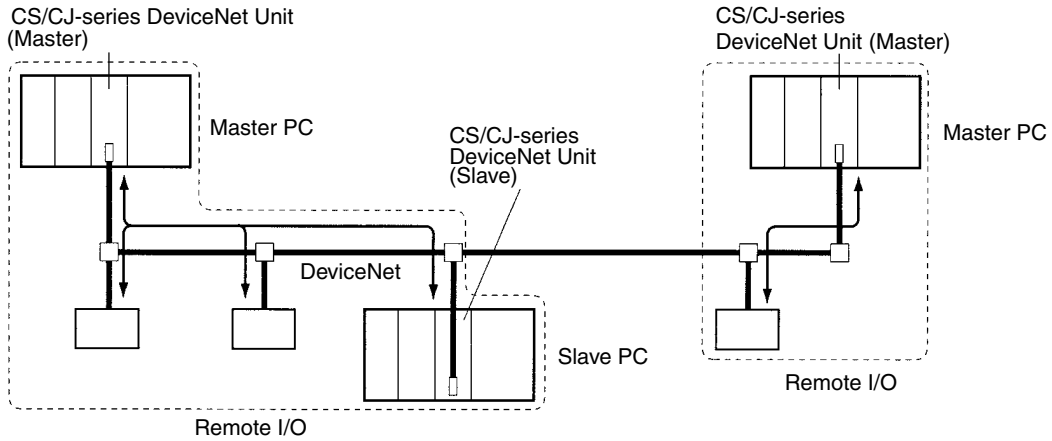 CS/CJ-series DeviceNet Unit
(Master)
Master PC
CS/CJ-series
DeviceNet Unit
(Slave)
CS/CJ-series
DeviceNet Unit (Master)
Master PC
DeviceNet
Slave PC
Remote I/O
Remote I/O